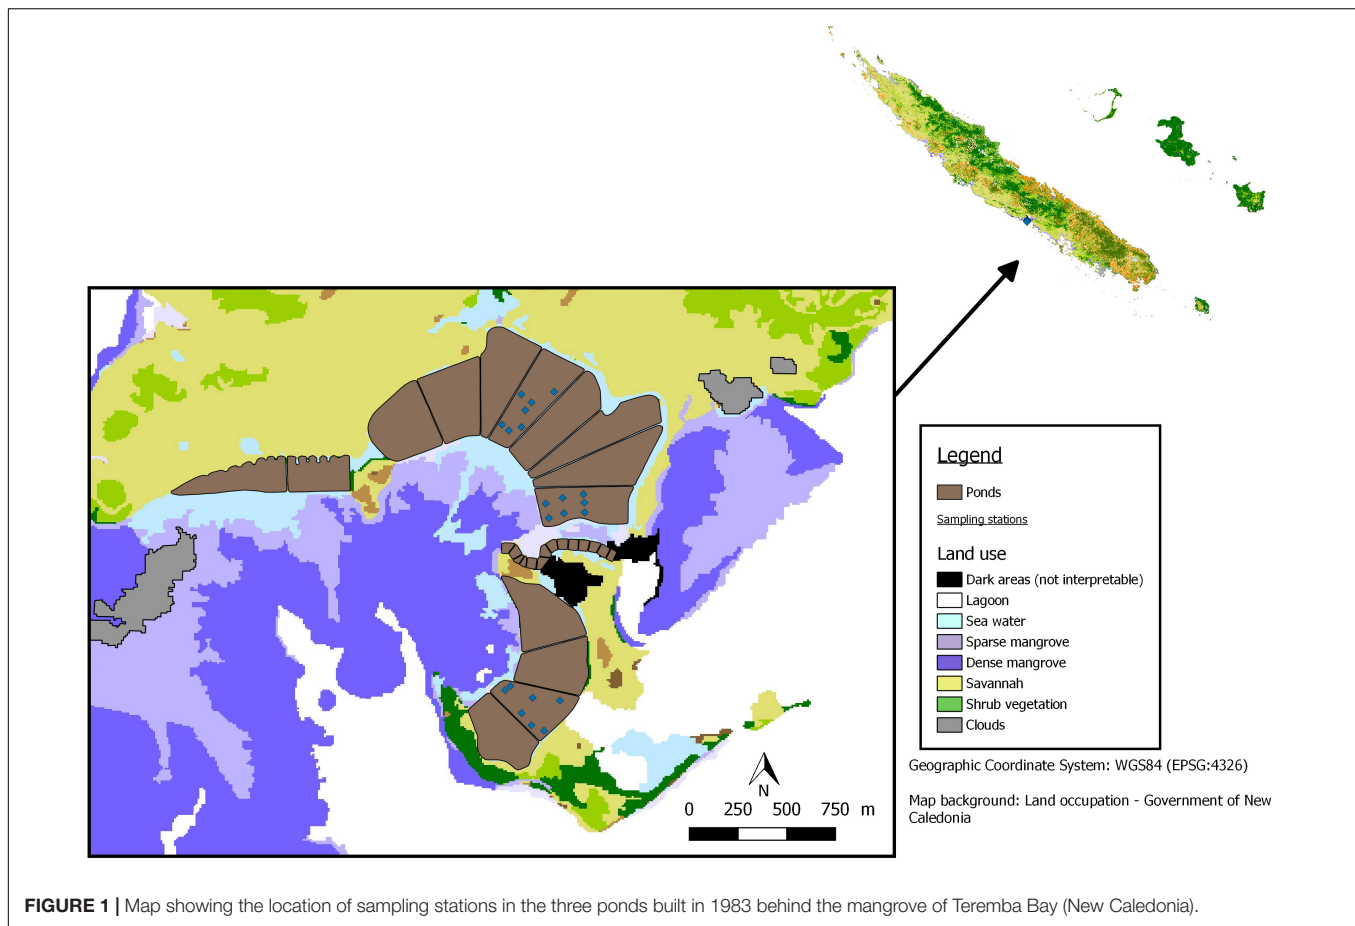 Legend
Ponds
Sampling stations
Land use
Dark areas (not interpretable)
Lagoon
Sea water
Sparse mangrove
Dense mangrove
Savannah
Shrub vegetation
Clouds
N
0 250 500 750 m
Geographic Coordinate System: WGS84 (EPSG:4326)
Map background: Land occupation - Government of New
Caledonia
FIGURE 1 | Map showing the location of sampling stations in the three ponds built in 1983 behind the mangrove of Teremba Bay (New Caledonia).